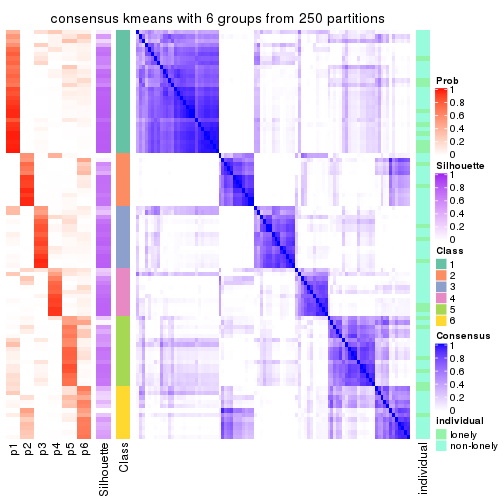 consensus kmeans with 6 groups from 250 partitions
Prob
1
0.8
0.6
0.4
0.2
0
Silhouette
1
0.8
0.6
0.4
0.2
0
Class
1
2
3
4
5
6
Consensus
1
0.8
0.6
0.4
0.2
0
individual
lonely
non-lonely
p1
p2
p3
p4
p5
p6
Silhouette
Class
individual